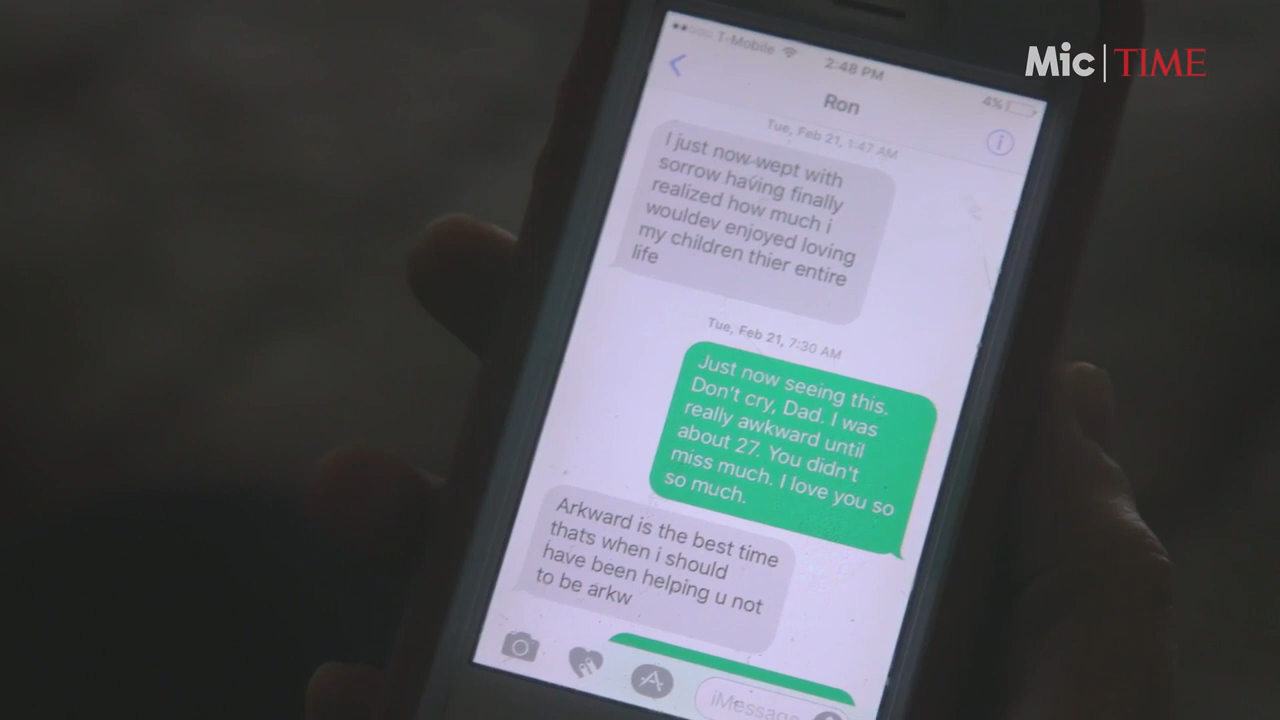 Mic TIME
T-Mobile 2:48 PM 4%
Ron
Tue, Feb 21, 1:47 AM
I just now wept with
sorrow having finally
realized how much i
wouldev enjoyed loving
my children thier entire
life
Tue, Feb 21, 7:30 AM
Just now seeing this.
Don't cry, Dad. I was
really awkward until
about 27. You didn't
miss much. I love you so
so much.
Arkward is the best time
thats when i should
have been helping u not
to be arkw
iMessage